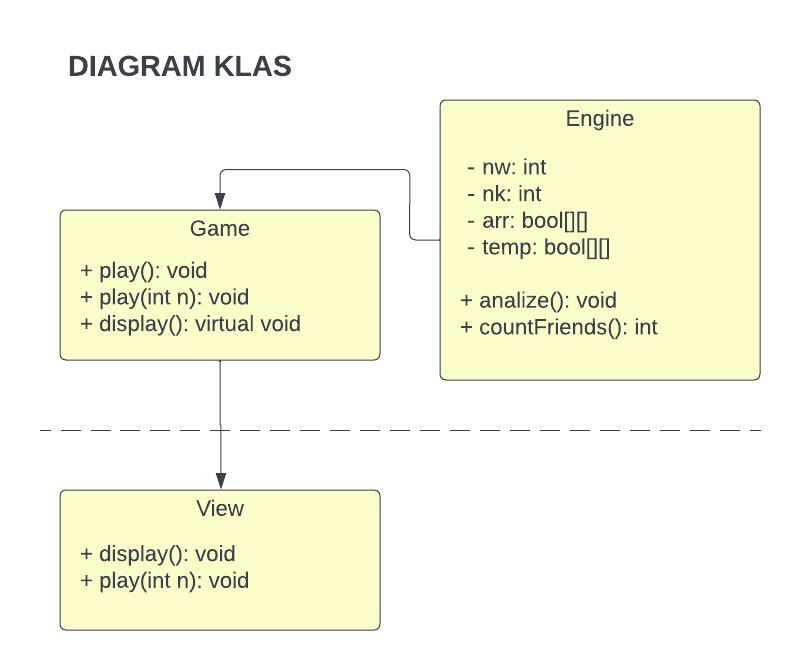 DIAGRAM KLAS
Engine
- nw: int
- nk: int
- arr: bool[][]
- temp: bool[][]
+ analize(): void
+ countFriends(): int
Game
+ play(): void
+ play(int n): void
+ display(): virtual void
View
+ display(): void
+ play(int n): void